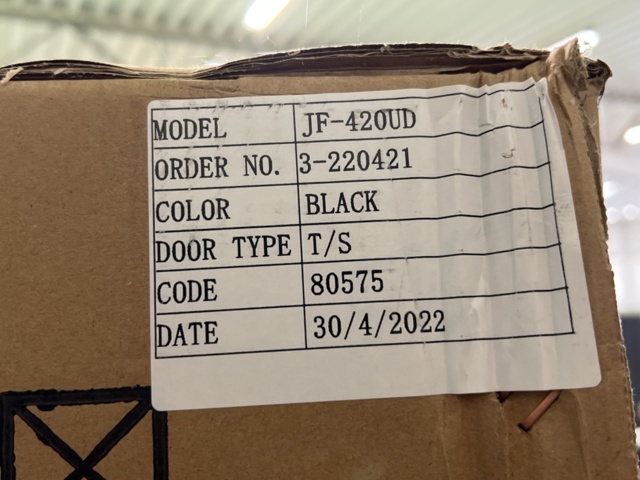 MODEL JF-420UD
ORDER NO. 3-220421
COLOR BLACK
DOOR TYPE T/S
CODE 80575
DATE 30/4/2022